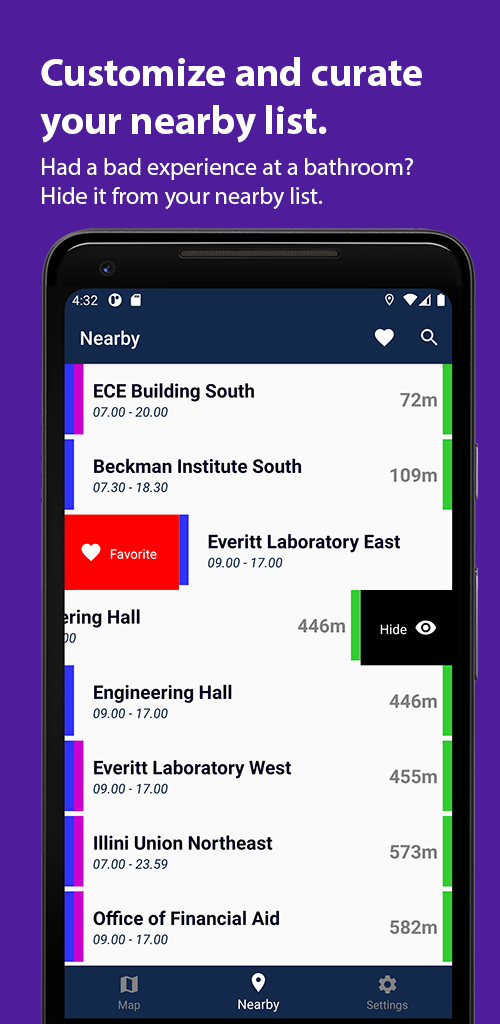 Customize and curate
your nearby list.
Had a bad experience at a bathroom?
Hide it from your nearby list.
4:32
Nearby
ECE Building South
07.00 - 20.00
72m
Beckman Institute South
07.30 - 18.30
109m
Favorite
Everitt Laboratory East
09.00 - 17.00
ering Hall
00
446m
Hide
Engineering Hall
09.00 - 17.00
446m
Everitt Laboratory West
09.00 - 17.00
455m
Illini Union Northeast
07.00 - 23.59
573m
Office of Financial Aid
09.00 - 17.00
582m
Map
Nearby
Settings